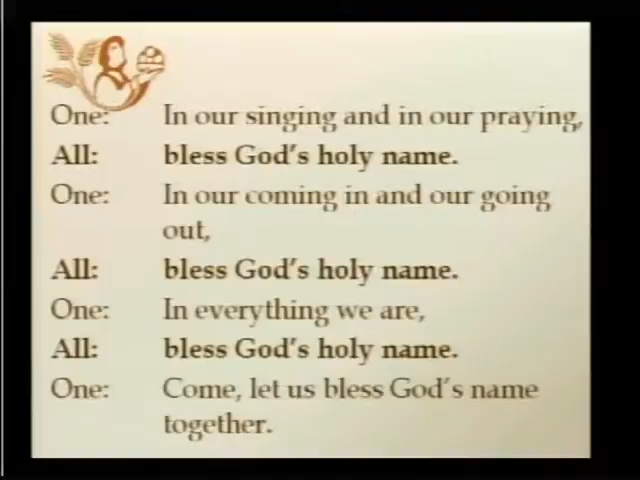 One: In our singing and in our praying,
All: bless God's holy name.
One: In our coming in and our going
out,
All: bless God's holy name.
One: In everything we are,
All: bless God's holy name.
One: Come, let us bless God's name
together.